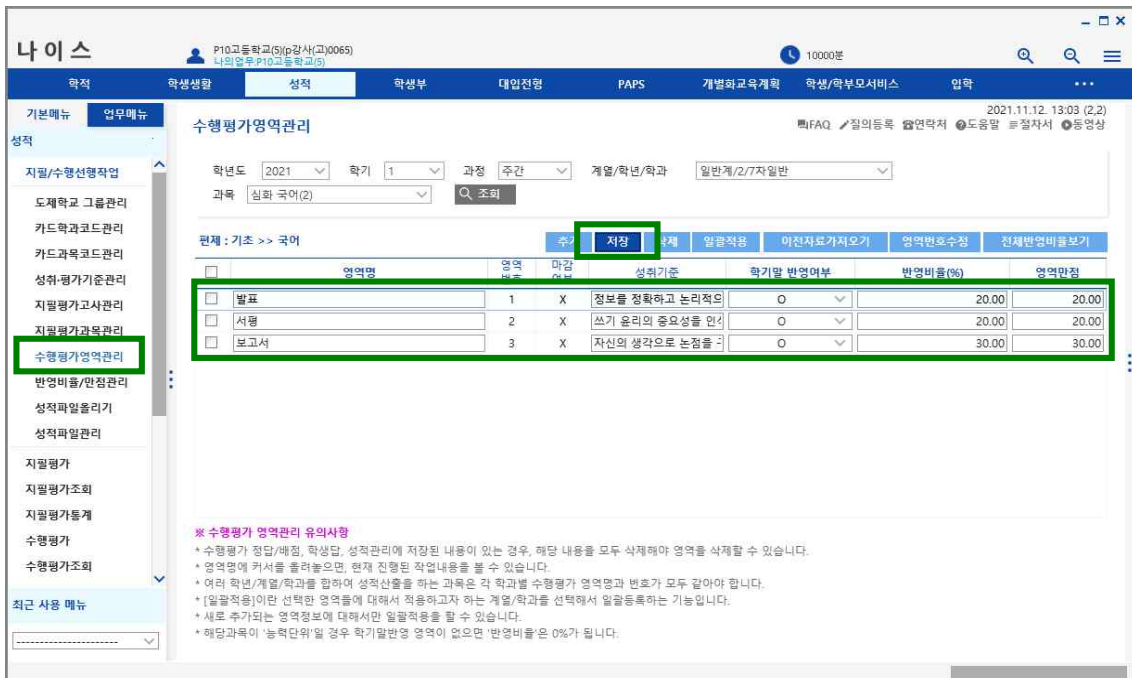 나이스
P10고등학교(5)(p강사(고)0065)
나의업무:P10고등학교(5)
10000분
학적 학생생활 성적 학생부 대입전형 PAPS 개별화교육계획 학생/학부모서비스 입학 ...
기본메뉴 업무메뉴
2021.11.12. 13:03 (2,2)
성적
수행평가영역관리
FAQ 질의등록 연락처 도움말 절차서 동영상
지필/수행선행작업
도제학교 그룹관리
카드학과코드관리
카드과목코드관리
성취·평가기준관리
지필평가고사관리
지필평가과목관리
수행평가영역관리
반영비율/만점관리
성적파일올리기
성적파일관리
지필평가
지필평가조회
지필평가통계
수행평가
수행평가조회
최근 사용 메뉴
----------------------
학년도 2021 학기 1 과정 주간 계열/학년/학과 일반계/2/7차일반
과목 심화 국어(2) 조회
편제 : 기초 >> 국어
저장 일괄적용 이전자료가져오기 영역번호수정 전체반영비율보기
영역명 영역 마감 성취기준 학기말 반영여부 반영비율(%) 영역만점
발표 1 X 정보를 정확하고 논리적으 O 20.00 20.00
서평 2 X 쓰기 윤리의 중요성을 인 O 20.00 20.00
보고서 3 X 자신의 생각으로 논점을 O 30.00 30.00
※ 수행평가 영역관리 유의사항
* 수행평가 정답/배점, 학생답, 성적관리에 저장된 내용이 있는 경우, 해당 내용을 모두 삭제해야 영역을 삭제할 수 있습니다.
* 영역명에 커서를 올려놓으면, 현재 진행된 작업내용을 볼 수 있습니다.
* 여러 학년/계열/학과를 합하여 성적산출을 하는 과목은 각 학과별 수행평가 영역명과 번호가 모두 같아야 합니다.
* [일괄적용]이란 선택한 영역들에 대해서 적용하고자 하는 계열/학과를 선택해서 일괄등록하는 기능입니다.
* 새로 추가되는 영역정보에 대해서만 일괄적용을 할 수 있습니다.
* 해당과목이 '능력단위'일 경우 학기말반영 영역이 없으면 '반영비율'은 0%가 됩니다.